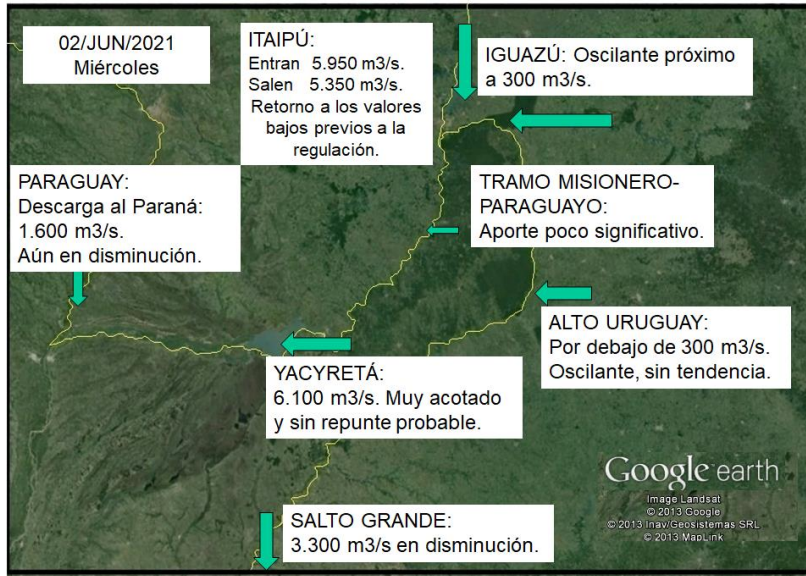 02/JUN/2021
Miércoles
ITAIPÚ:
Entran 5.950 m3/s.
Salen 5.350 m3/s.
Retorno a los valores
bajos previos a la
regulación.
IGUAZÚ: Oscilante próximo
a 300 m3/s.
PARAGUAY:
Descarga al Paraná:
1.600 m3/s.
Aún en disminución.
TRAMO MISIONERO-
PARAGUAYO:
Aporte poco significativo.
ALTO URUGUAY:
Por debajo de 300 m3/s.
Oscilante, sin tendencia.
YACYRETÁ:
6.100 m3/s. Muy acotado
y sin repunte probable.
SALTO GRANDE:
3.300 m3/s en disminución.
Google earth
Image Landsat
© 2013 Google
© 2013 Inav/Geosistemas SRL
© 2013 MapLink